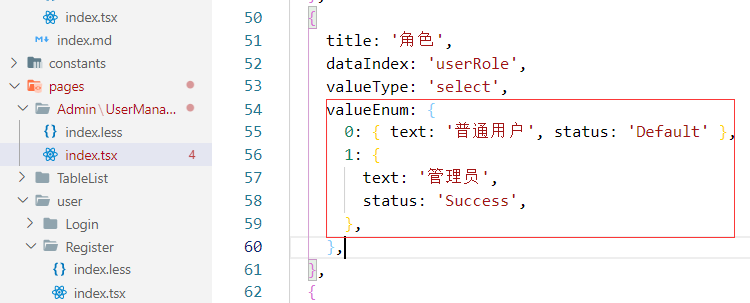 index.tsx
index.md
constants
pages
Admin\UserMana...
index.less
index.tsx 4
TableList
user
Login
Register
index.less
index.tsx
50 {
51 title: '角色',
52 dataIndex: 'userRole',
53 valueType: 'select',
54 valueEnum: {
55 0: { text: '普通用户', status: 'Default' },
56 1: {
57 text: '管理员',
58 status: 'Success',
59 },
60 },
61 },
62 {